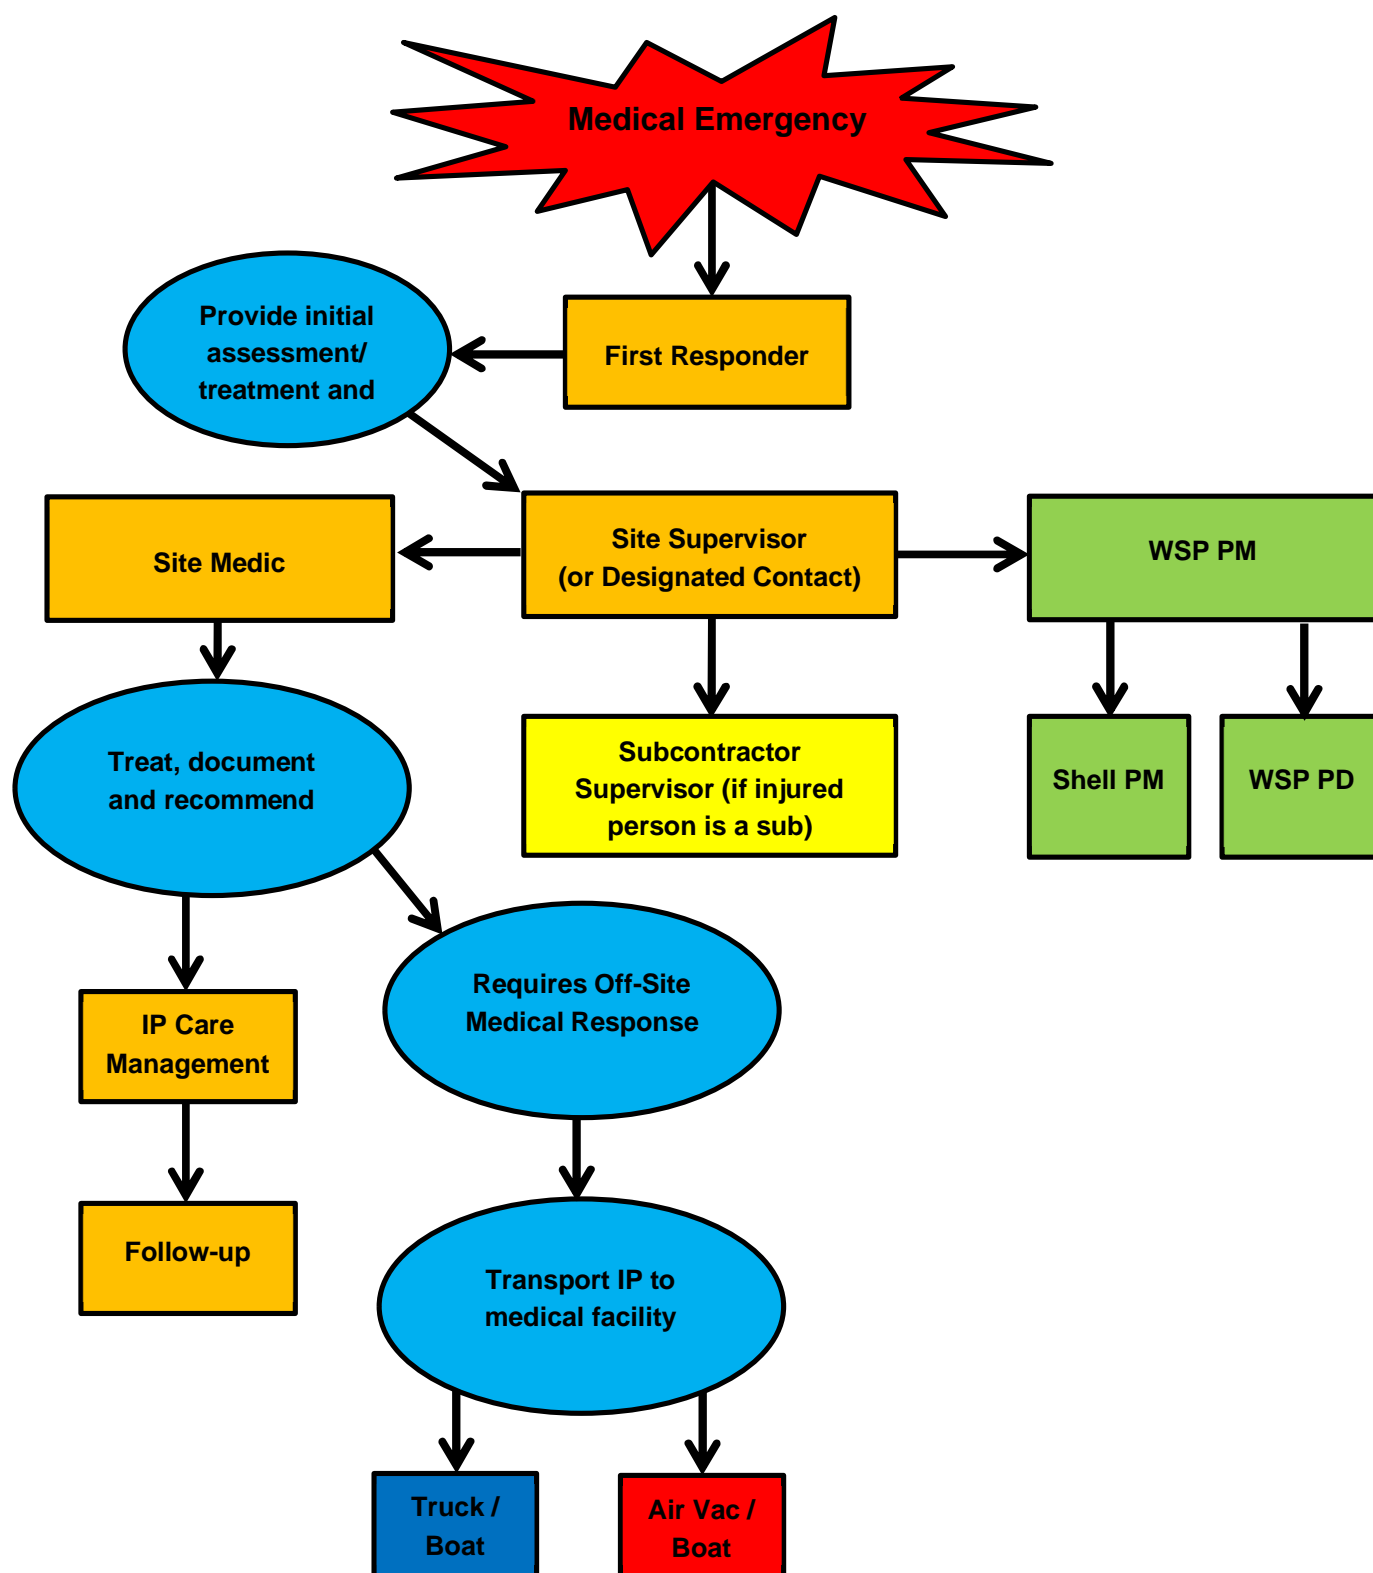 Medical Emergency
Provide initial
assessment/
treatment and
First Responder
Site Medic
Site Supervisor
(or Designated Contact)
WSP PM
Subcontractor
Supervisor (if injured
person is a sub)
Shell PM
WSP PD
Treat, document
and recommend
Requires Off-Site
Medical Response
IP Care
Management
Follow-up
Transport IP to
medical facility
Truck /
Boat
Air Vac /
Boat